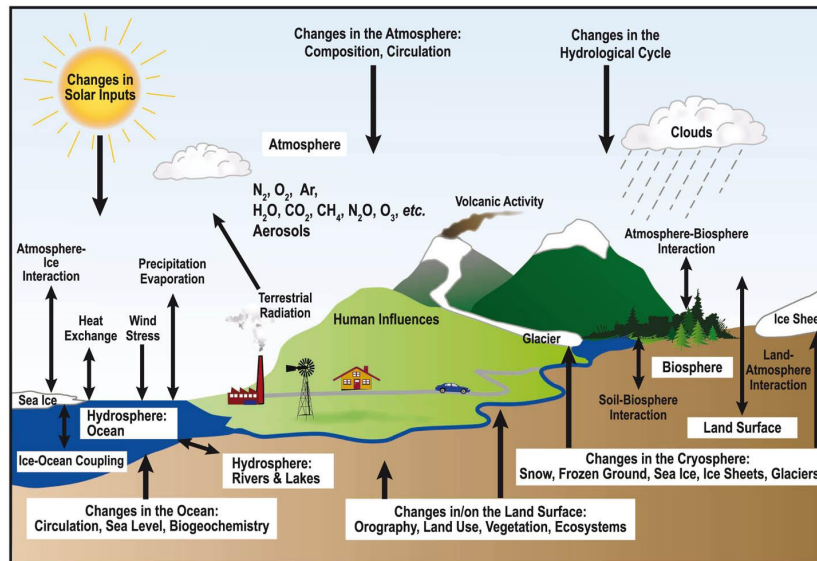 Changes in the Atmosphere:
Composition, Circulation
Changes in the
Hydrological Cycle
Changes in
Solar Inputs
Clouds
Atmosphere
N₂, O₂, Ar,
H₂O, CO₂, CH₄, N₂O, O₃, etc.
Aerosols
Volcanic Activity
Atmosphere-Biosphere
Interaction
Atmosphere-
Ice
Interaction
Precipitation
Evaporation
Terrestrial
Radiation
Heat
Exchange
Wind
Stress
Human Influences
Glacier
Ice Shee
Land-
Atmosphere
Interaction
Biosphere
Sea Ice
Hydrosphere:
Ocean
Soil-Biosphere
Interaction
Land Surface
Ice-Ocean Coupling
Hydrosphere:
Rivers & Lakes
Changes in the Cryosphere:
Snow, Frozen Ground, Sea Ice, Ice Sheets, Glaciers
Changes in the Ocean:
Circulation, Sea Level, Biogeochemistry
Changes in/on the Land Surface:
Orography, Land Use, Vegetation, Ecosystems